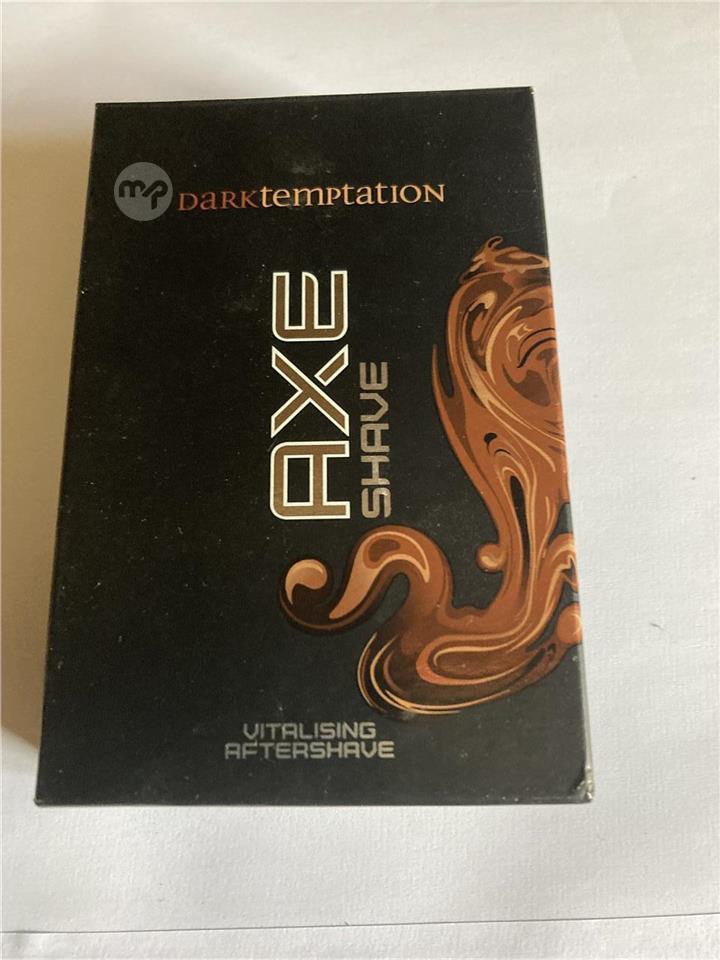 mp
DARKtemptation
AXE
SHAVE
VITALISING
AFTERSHAVE